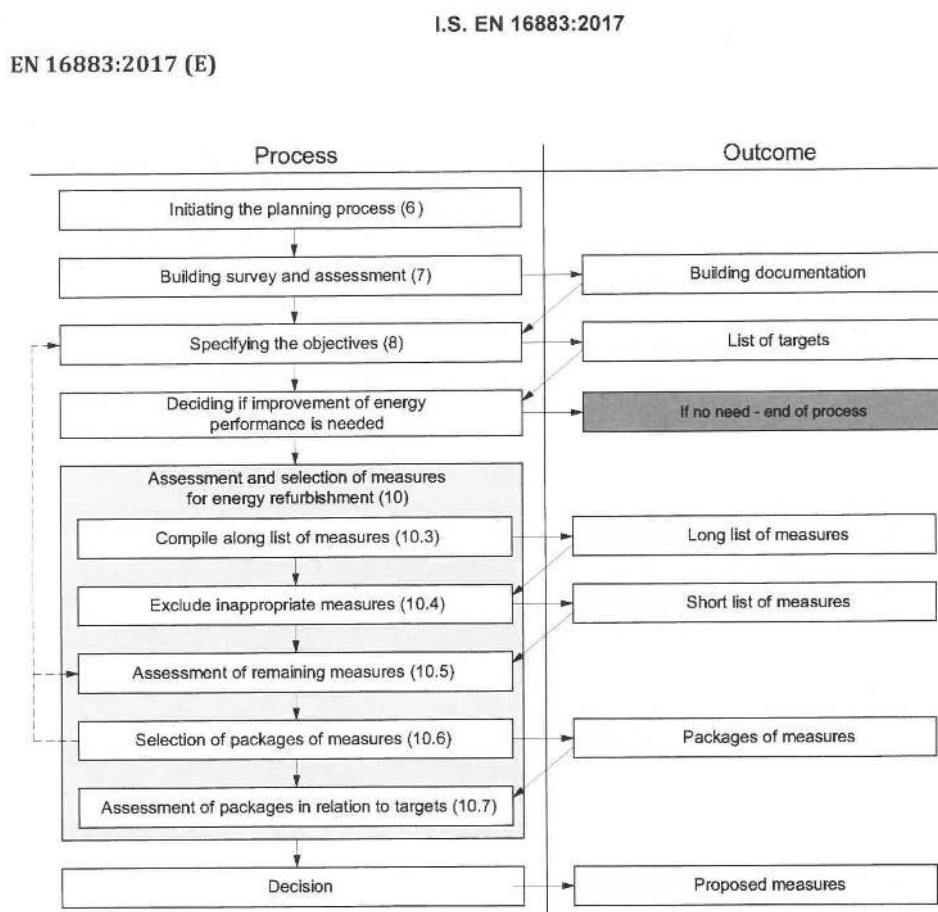 I.S. EN 16883:2017
EN 16883:2017 (E)
Process
Outcome
Initiating the planning process (6)
Building survey and assessment (7)
Building documentation
Specifying the objectives (8)
List of targets
Deciding if improvement of energy
performance is needed
If no need - end of process
Assessment and selection of measures
for energy refurbishment (10)
Compile along list of measures (10.3)
Long list of measures
Exclude inappropriate measures (10.4)
Short list of measures
Assessment of remaining measures (10.5)
Selection of packages of measures (10.6)
Packages of measures
Assessment of packages in relation to targets (10.7)
Decision
Proposed measures